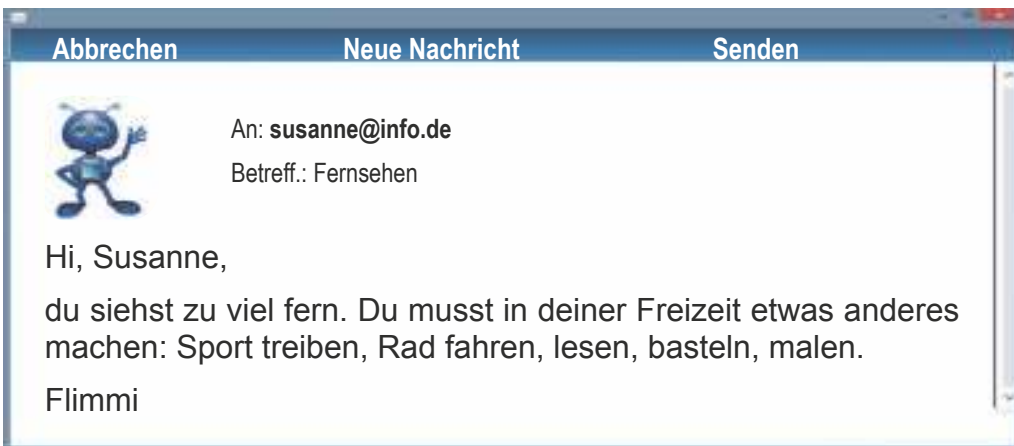 Abbrechen Neue Nachricht Senden
An: susanne@info.de
Betreff.: Fernsehen
Hi, Susanne,
du siehst zu viel fern. Du musst in deiner Freizeit etwas anderes
machen: Sport treiben, Rad fahren, lesen, basteln, malen.
Flimmi